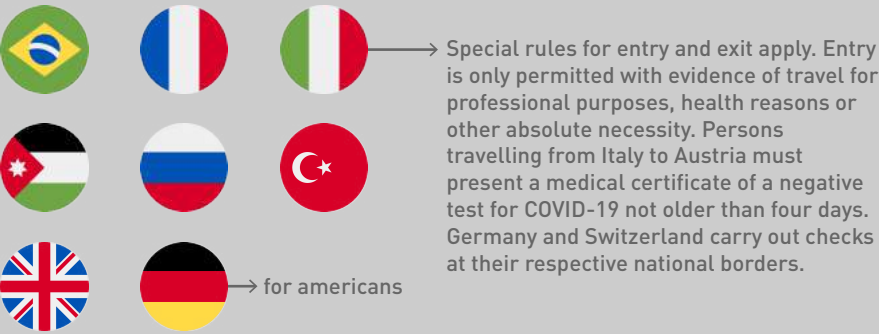 Special rules for entry and exit apply. Entry
is only permitted with evidence of travel for
professional purposes, health reasons or
other absolute necessity. Persons
travelling from Italy to Austria must
present a medical certificate of a negative
test for COVID-19 not older than four days.
Germany and Switzerland carry out checks
at their respective national borders.
for americans